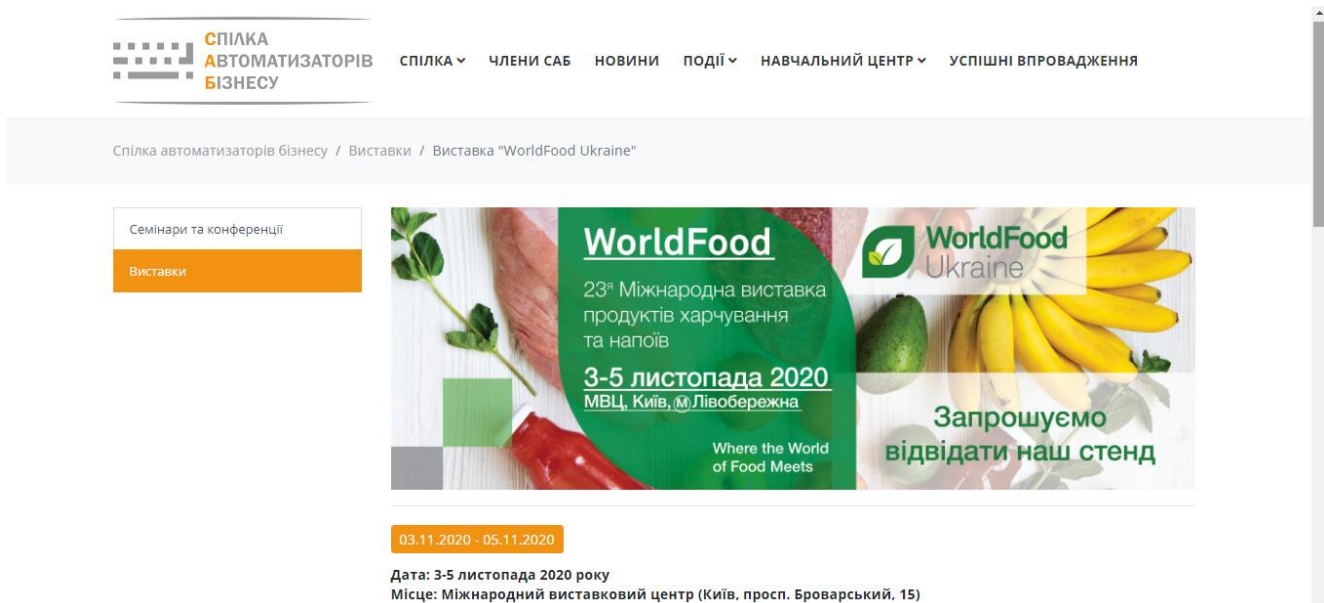 СПІЛКА
АВТОМАТИЗАТОРІВ
БІЗНЕСУ
СПІЛКА ЧЛЕНИ САБ НОВИНИ ПОДІЇ НАВЧАЛЬНИЙ ЦЕНТР УСПІШНІ ВПРОВАДЖЕННЯ
Спілка автоматизаторів бізнесу / Виставки / Виставка "WorldFood Ukraine"
Семінари та конференції
Виставки
WorldFood
23я Міжнародна виставка
продуктів харчування
та напоїв
3-5 листопада 2020
МВЦ, Київ, М Лівобережна
Where the World
of Food Meets
WorldFood
Ukraine
Запрошуємо
відвідати наш стенд
03.11.2020 - 05.11.2020
Дата: 3-5 листопада 2020 року
Місце: Міжнародний виставковий центр (Київ, просп. Броварський, 15)